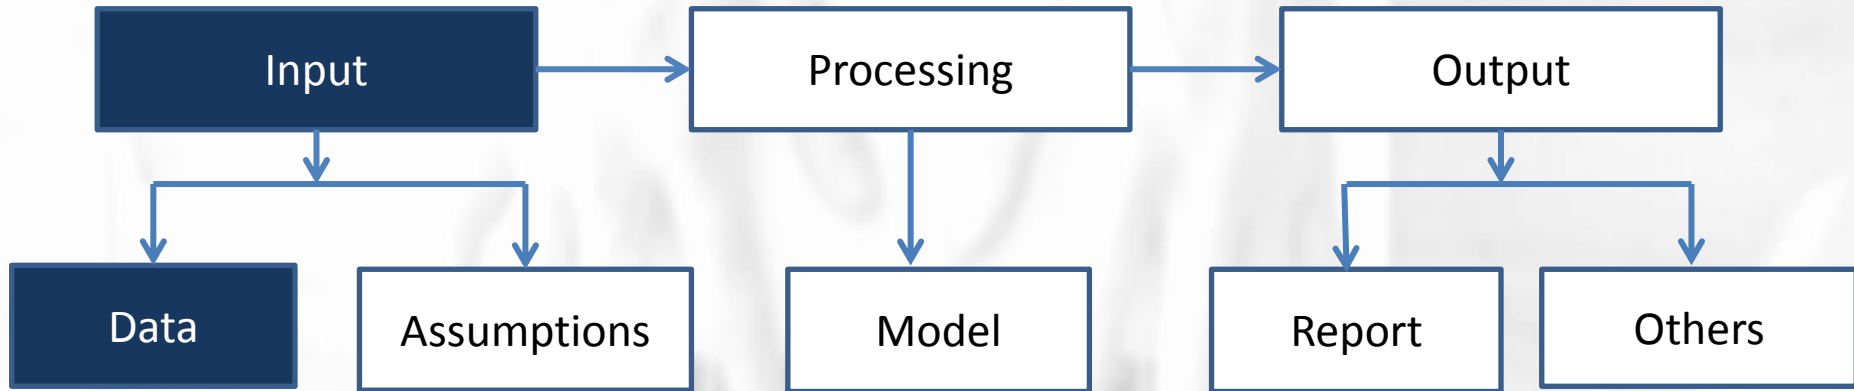 Input
Processing
Output
Data
Assumptions
Model
Report
Others